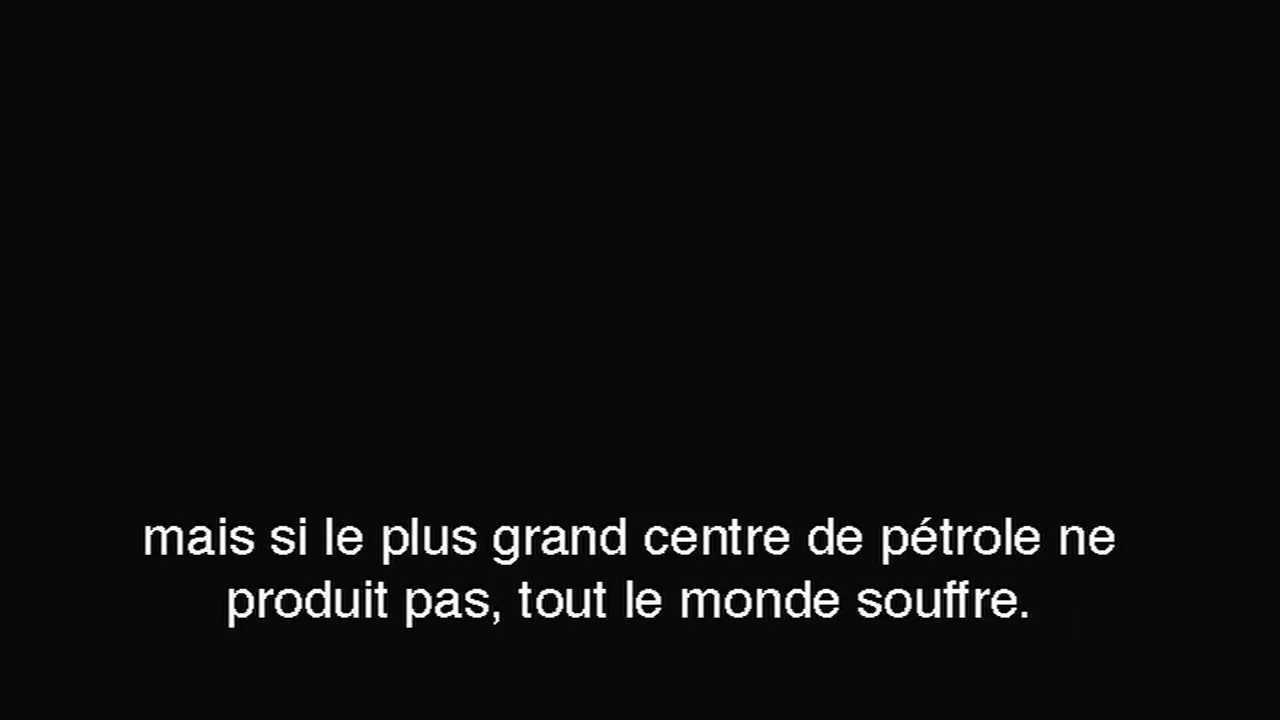 mais si le plus grand centre de pétrole ne
produit pas, tout le monde souffre.